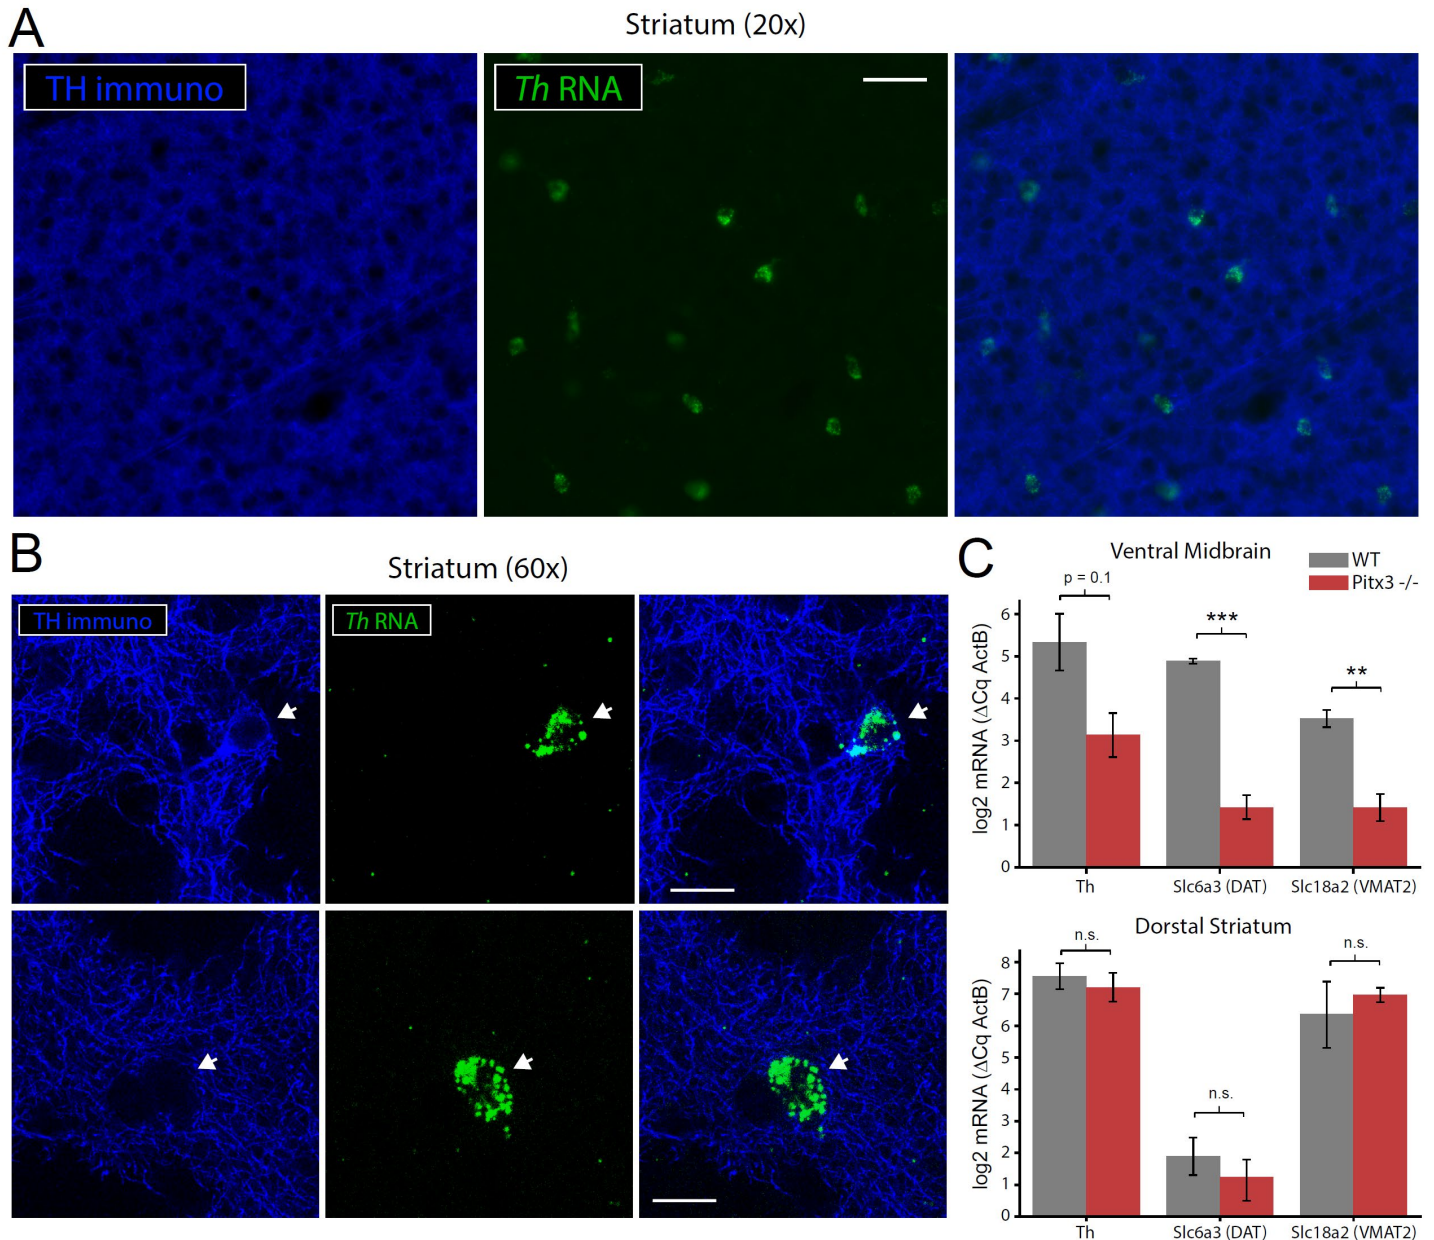 A
Striatum (20x)
TH immuno
Th RNA
B
Striatum (60x)
TH immuno
Th RNA
C
Ventral Midbrain
WT
Pitx3 -/-
p = 0.1
***
**
log2 mRNA (ΔCq ActB)
6
5
4
3
2
1
0
Th
Slc6a3 (DAT)
Slc18a2 (VMAT2)
Dorstal Striatum
n.s.
n.s.
n.s.
log2 mRNA (ΔCq ActB)
8
7
6
5
4
3
2
1
0
Th
Slc6a3 (DAT)
Slc18a2 (VMAT2)